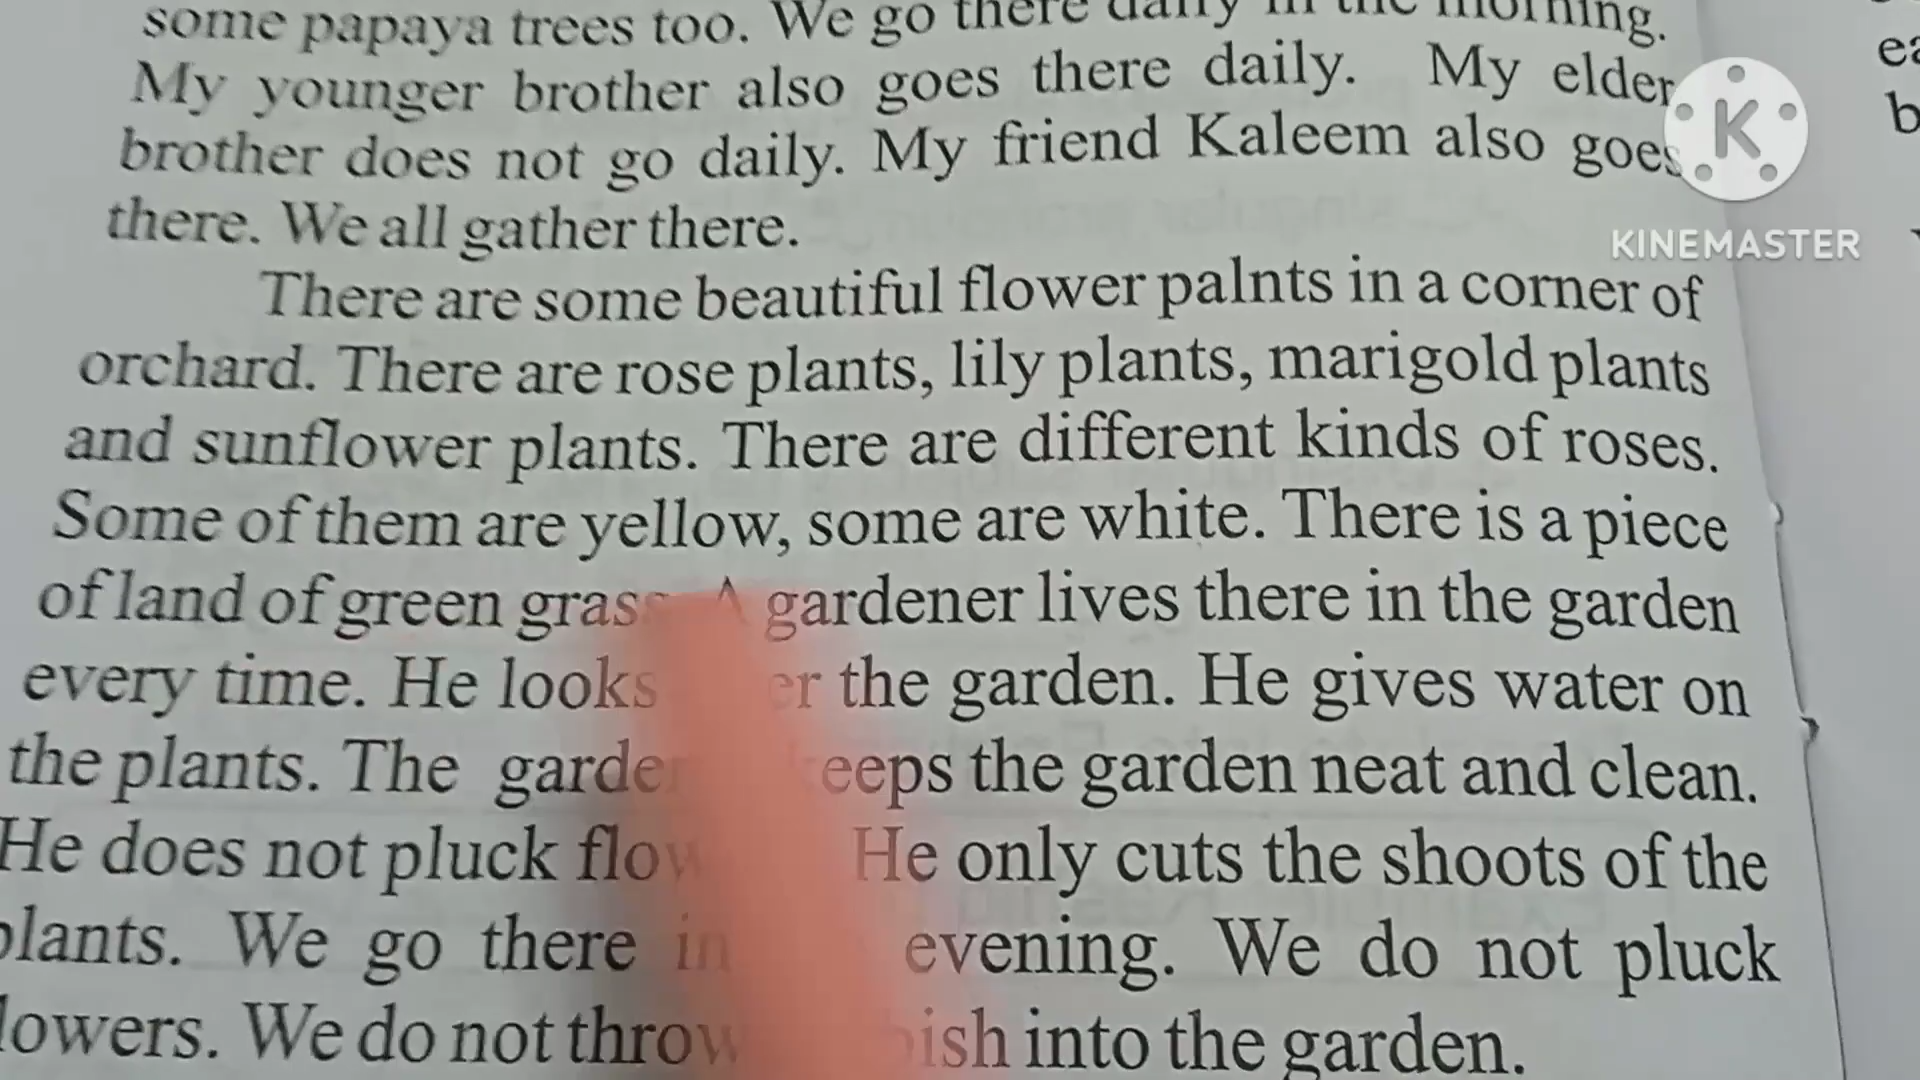 some papaya trees too. We go there daily in the morning.
My younger brother also goes there daily. My elder
brother does not go daily. My friend Kaleem also goes
there. We all gather there.
There are some beautiful flower palnts in a corner of
orchard. There are rose plants, lily plants, marigold plants
and sunflower plants. There are different kinds of roses.
Some of them are yellow, some are white. There is a piece
of land of green grass. A gardener lives there in the garden
every time. He looks the garden. He gives water on
the plants. The keeps the garden neat and clean.
He does not pluck He only cuts the shoots of the
plants. We go there in evening. We do not pluck
flowers. We do not throw into the garden.
KINEMASTER